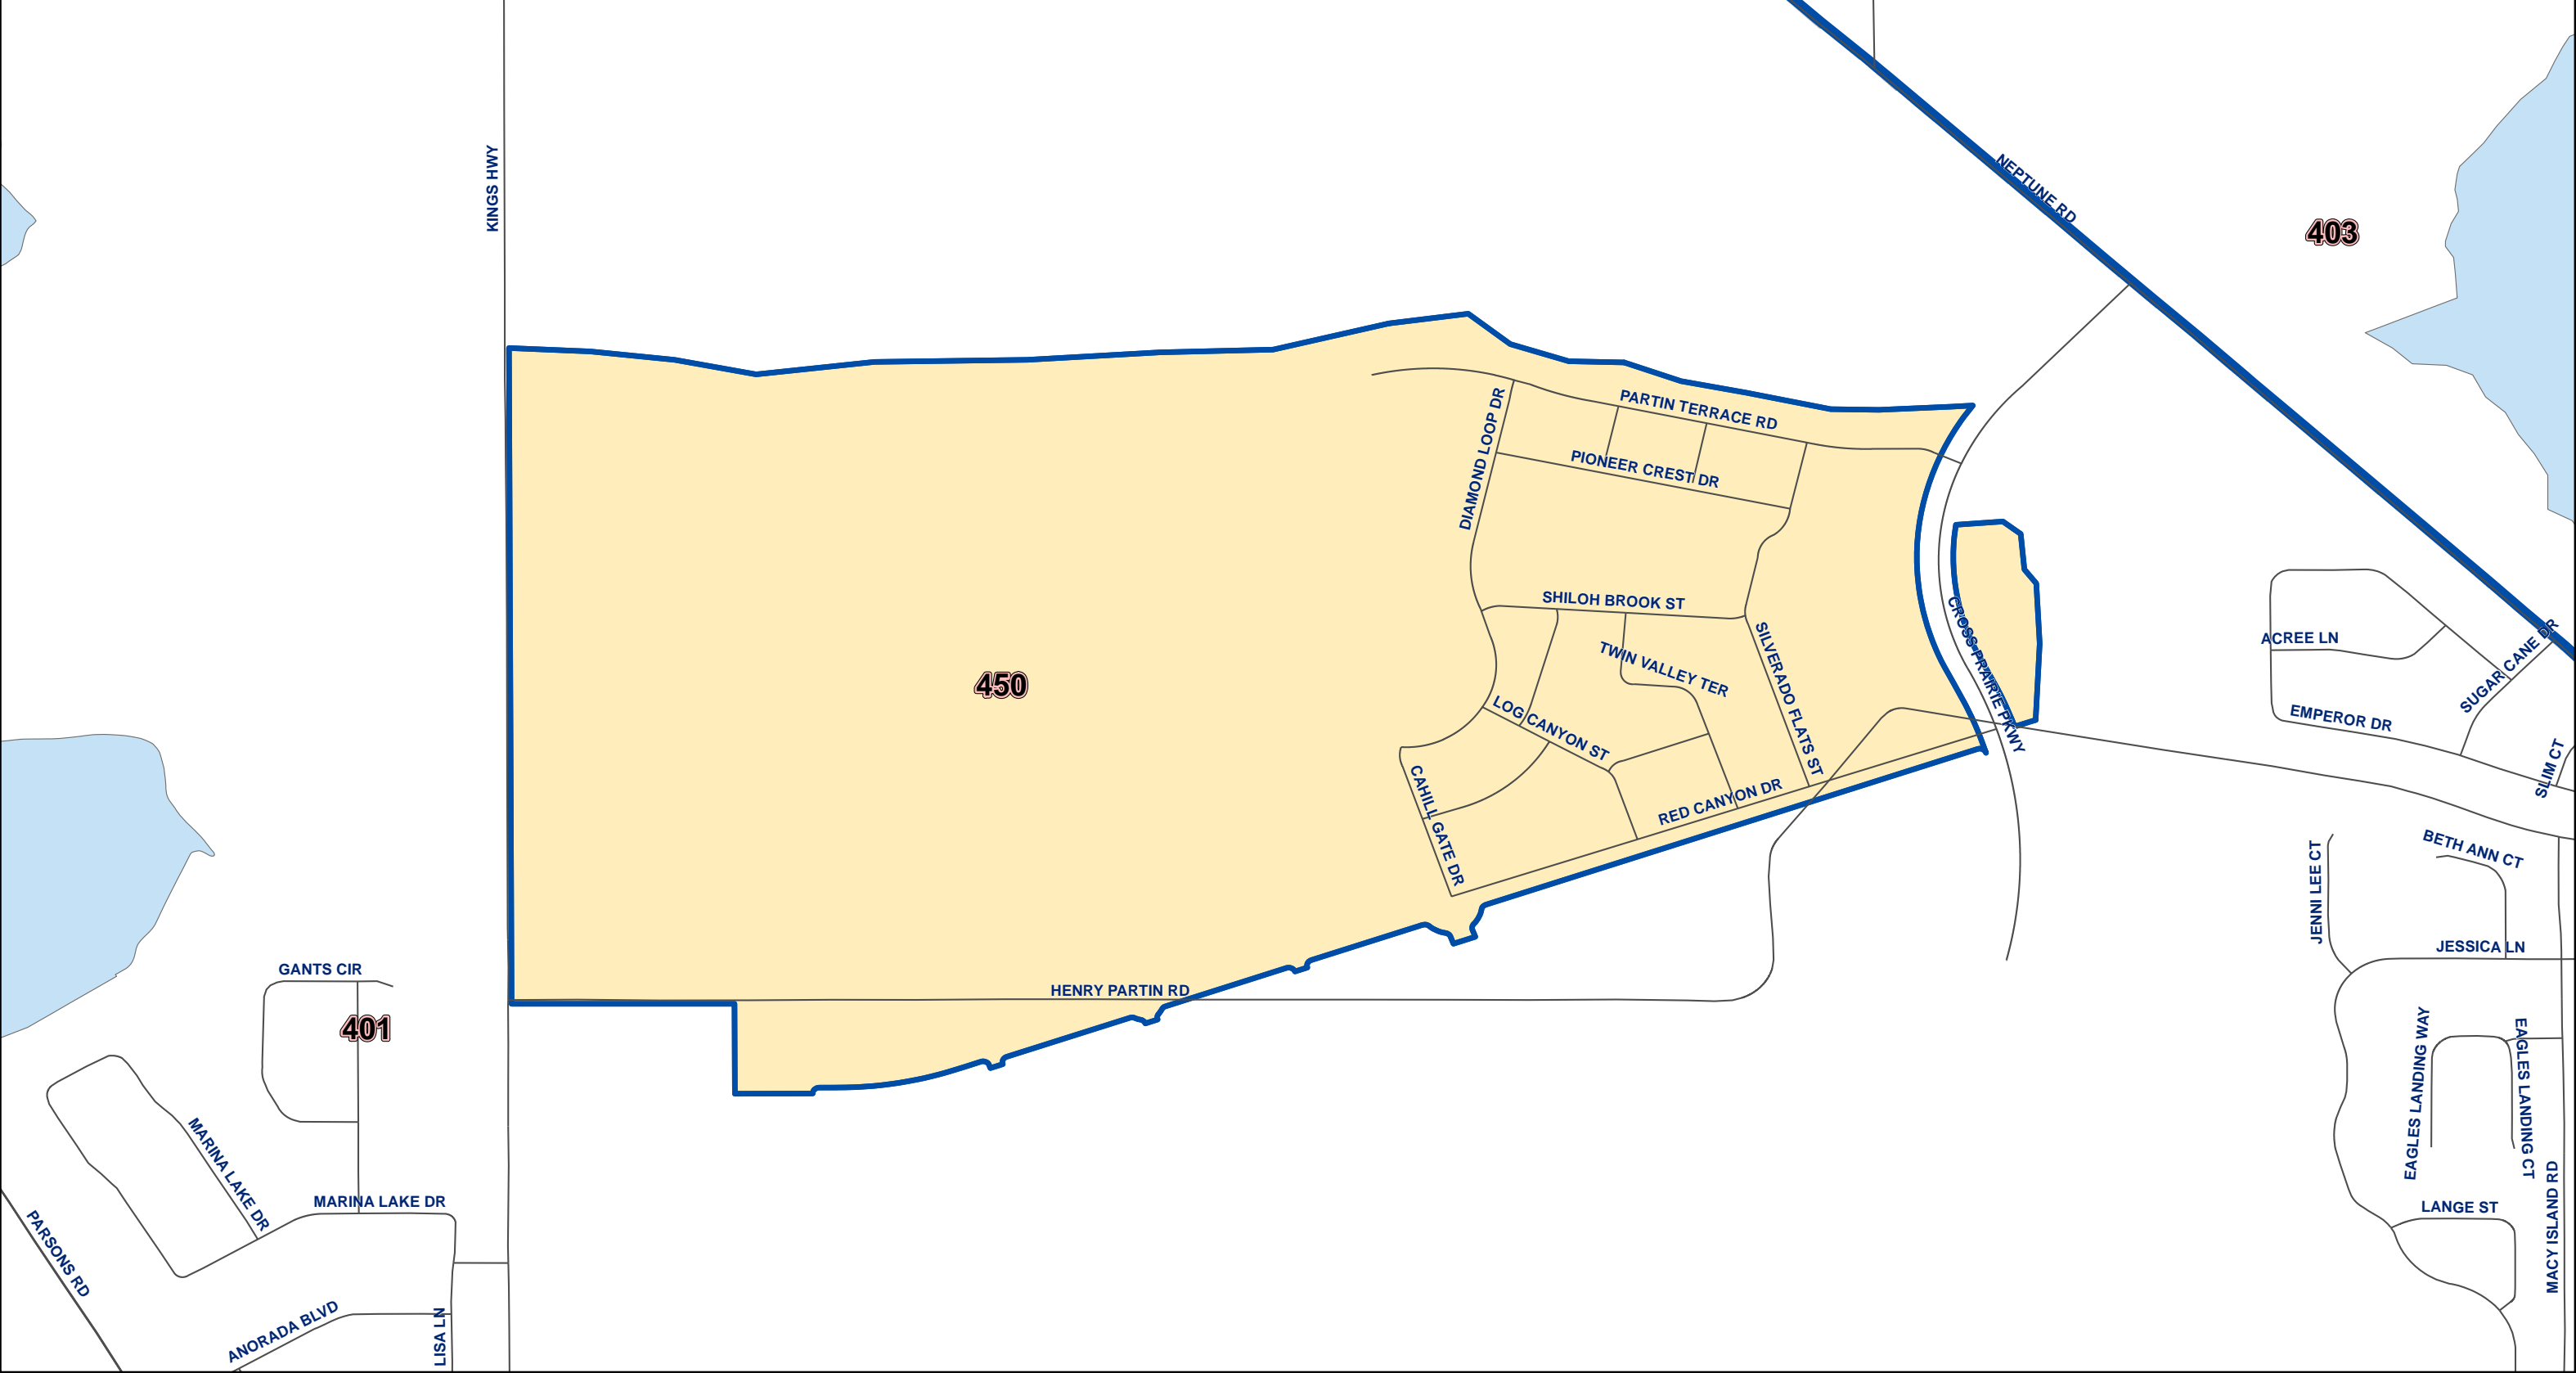 KINGS HWY
NEPTUNE RD
403
PARTIN TERRACE RD
DIAMOND LOOP DR
PIONEER CREST DR
SHILOH BROOK ST
CROSS PRAIRIE PKWY
TWIN VALLEY TER
SILVERADO FLATS ST
ACREE LN
SUGAR CANE DR
450
LOG CANYON ST
EMPEROR DR
SLIM CT
CAHILL GATE DR
RED CANYON DR
BETH ANN CT
JENNI LEE CT
JESSICA LN
GANTS CIR
HENRY PARTIN RD
401
EAGLES LANDING WAY
EAGLES LANDING CT
MARINA LAKE DR
MARINA LAKE DR
LANGE ST
MACY ISLAND RD
PARSONS RD
ANORADA BLVD
LISA LN